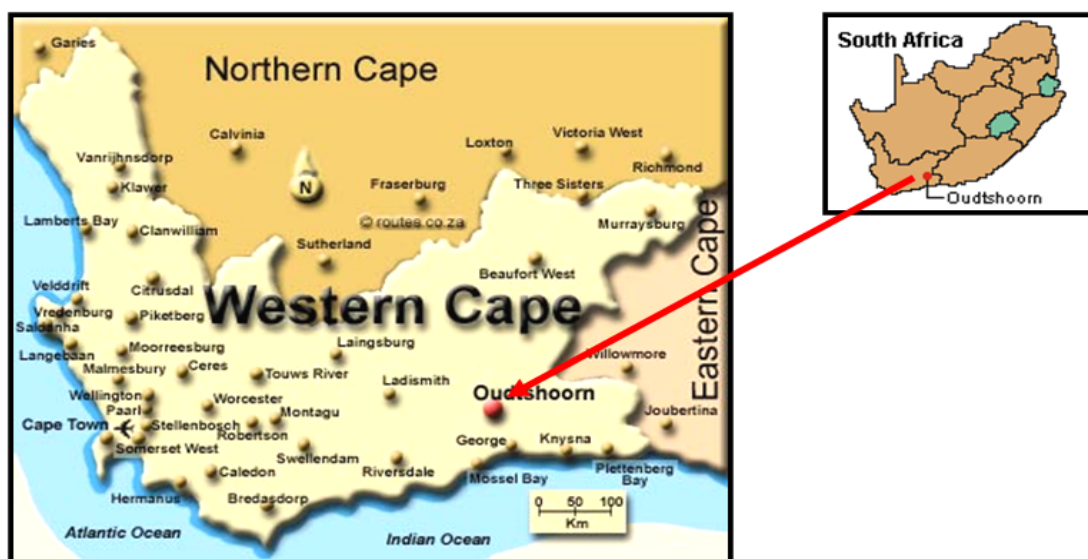 Garies
Northern Cape
Calvinia
Loxton
Victoria West
Richmond
Vanrijhnsdorp
Klawer
N
Fraserburg
Three Sisters
© routes.co.za
Murraysburg
Lamberts Bay
Clanwilliam
Sutherland
Beaufort West
Eastern Cape
Velddrift
Citrusdal
Western Cape
Vredenburg
Piketberg
Saldanha
Langebaan
Moorreesburg
Laingsburg
Willowmore
Malmesbury
Ceres
Touws River
Ladismith
Oudtshoorn
Wellington
Worcester
Paarl
Montagu
Joubertina
Cape Town
Stellenbosch
Robertson
George
Knysna
Somerset West
Swellendam
Riversdale
Mossel Bay
Plettenberg
Bay
Caledon
Hermanus
Bredasdorp
0 50 100
Km
Atlantic Ocean
Indian Ocean
South Africa
Oudtshoorn